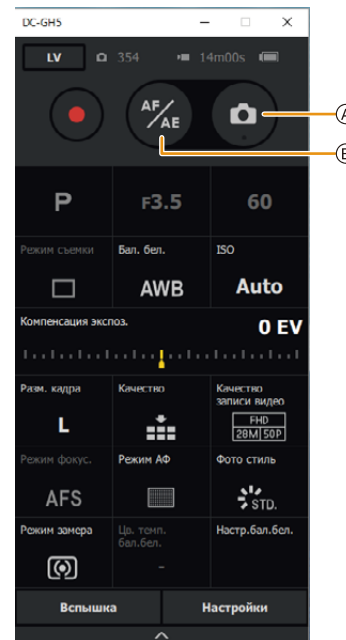 DC-GH5
LV 354 14m00s
AF/AE
A
B
P F3.5 60
Режим съемки Бал. бел. ISO
AWB Auto
Компенсация экспоз. 0 EV
Разм. кадра Качество Качество
записи видео
L FHD
28M 50P
Режим фокус. Режим АФ Фото стиль
AFS STD.
Режим замера Цв. темп. Настр.бал.бел.
бал.бел.
-
Вспышка Настройки